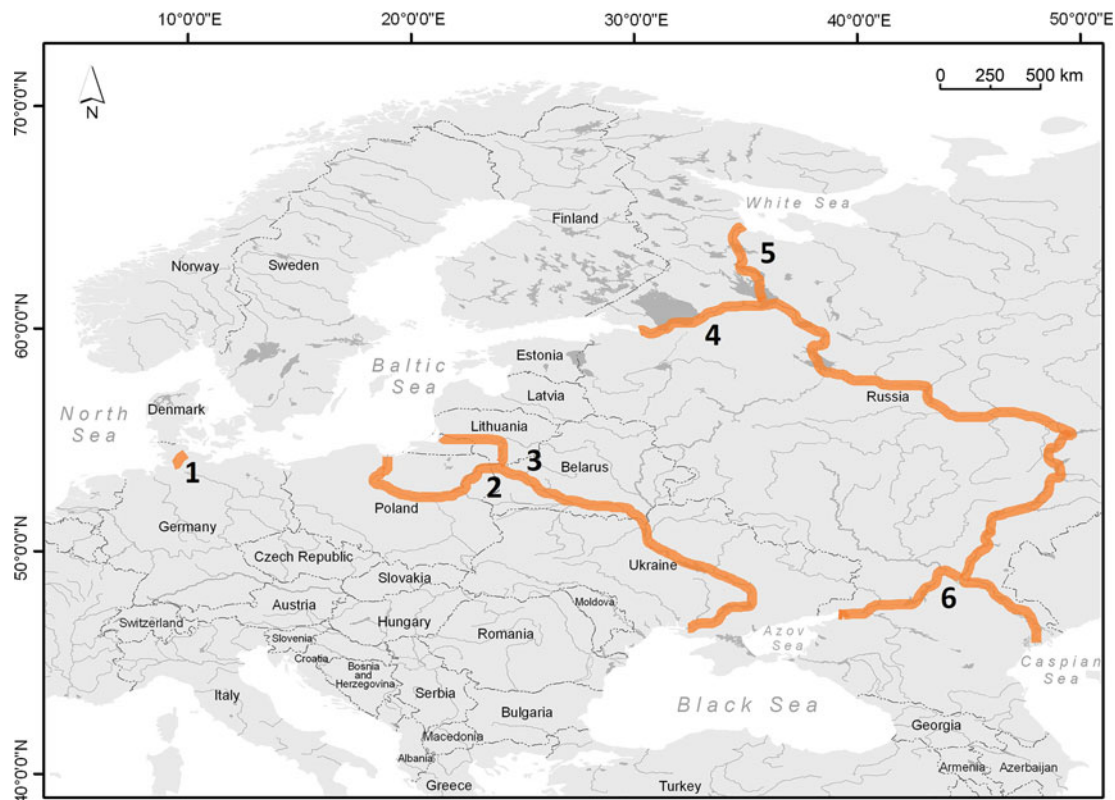 10°0'0"E 20°0'0"E 30°0'0"E 40°0'0"E 50°0'0"E
0 250 500 km
N
70°0'0"N
60°0'0"N
50°0'0"N
40°0'0"N
White Sea
Finland
Norway
Sweden
5
4
Estonia
Baltic
Sea
Latvia
Russia
North
Sea
Denmark
Lithuania
1
3
Belarus
2
Poland
Germany
Czech Republic
Ukraine
Slovakia
6
Austria
Moldova
Switzerland
Hungary
Slovenia
Romania
Azov
Sea
Croatia
Bosnia
and
Herzegovina
Caspian
Sea
Italy
Serbia
Black Sea
Bulgaria
Georgia
Macedonia
Albania
Armenia
Azerbaijan
Greece
Turkey